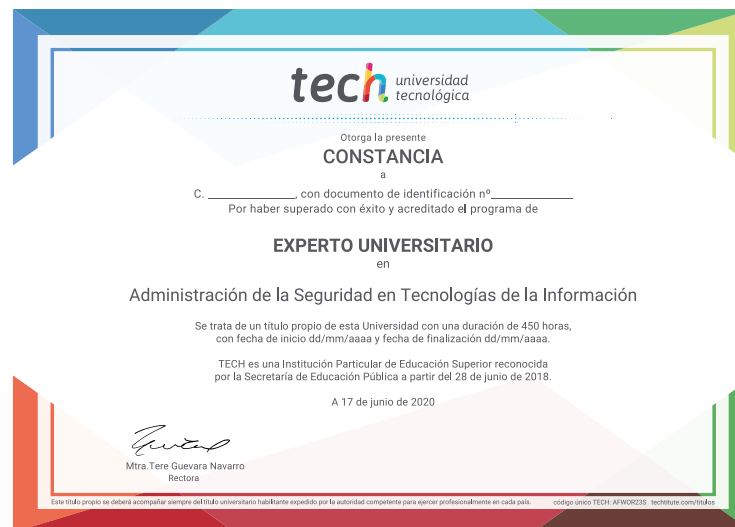 tech universidad
tecnológica
Otorga la presente
CONSTANCIA
a
C. ________________, con documento de identificación nº______________
Por haber superado con éxito y acreditado el programa de
EXPERTO UNIVERSITARIO
en
Administración de la Seguridad en Tecnologías de la Información
Se trata de un título propio de esta Universidad con una duración de 450 horas,
con fecha de inicio dd/mm/aaaa y fecha de finalización dd/mm/aaaa.
TECH es una Institución Particular de Educación Superior reconocida
por la Secretaría de Educación Pública a partir del 28 de junio de 2018.
A 17 de junio de 2020
Mtra.Tere Guevara Navarro
Rectora
Este título propio se deberá acompañar siempre del título universitario habilitante expedido por la autoridad competente para ejercer profesionalmente en cada país. código único TECH: AFWOR23S techtitute.com/titulos